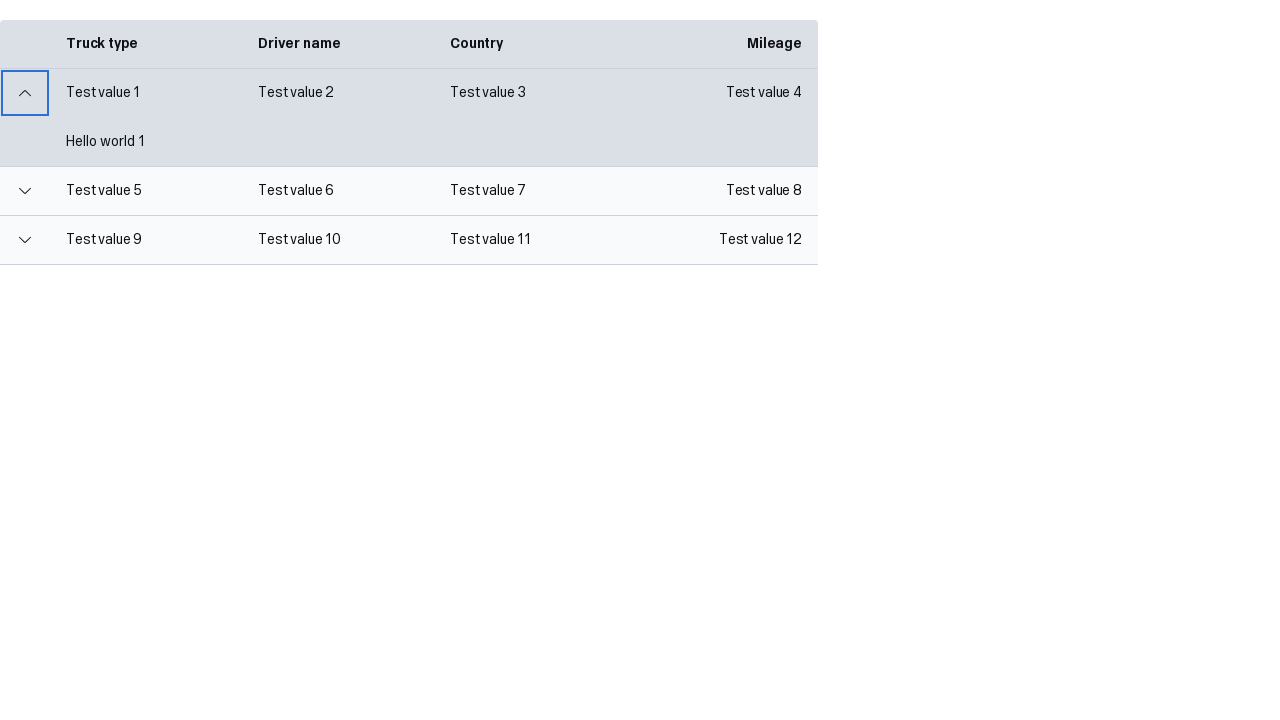 Truck type Driver name Country Mileage
Test value 1 Test value 2 Test value 3 Test value 4
Hello world 1
Test value 5 Test value 6 Test value 7 Test value 8
Test value 9 Test value 10 Test value 11 Test value 12